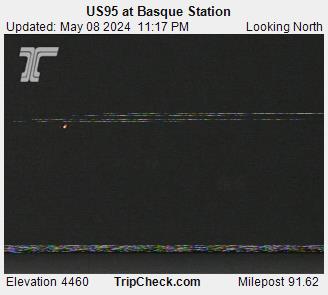 US95 at Basque Station
Updated: May 08 2024 11:17 PM Looking North
Elevation 4460 TripCheck.com Milepost 91.62